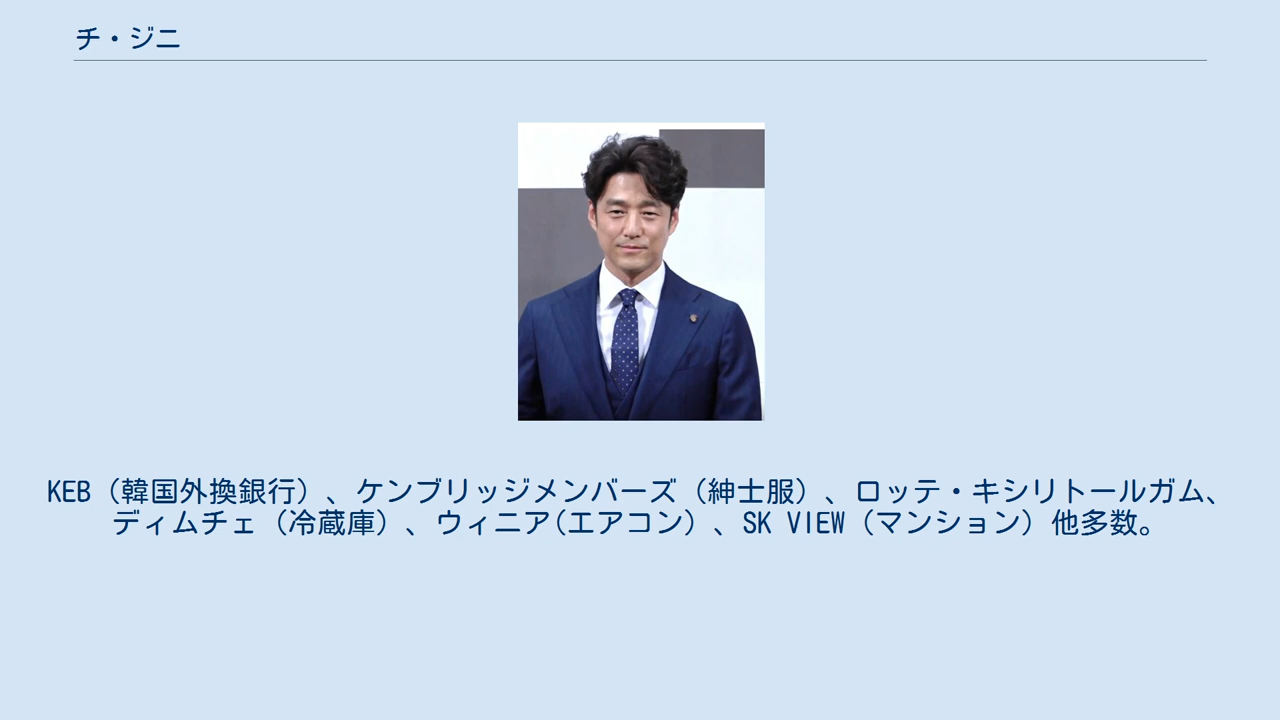 チ・ジニ
KEB（韓国外換銀行）、ケンブリッジメンバーズ（紳士服）、ロッテ・キシリトールガム、
ディムチェ（冷蔵庫）、ウィニア(エアコン）、SK VIEW（マンション）他多数。